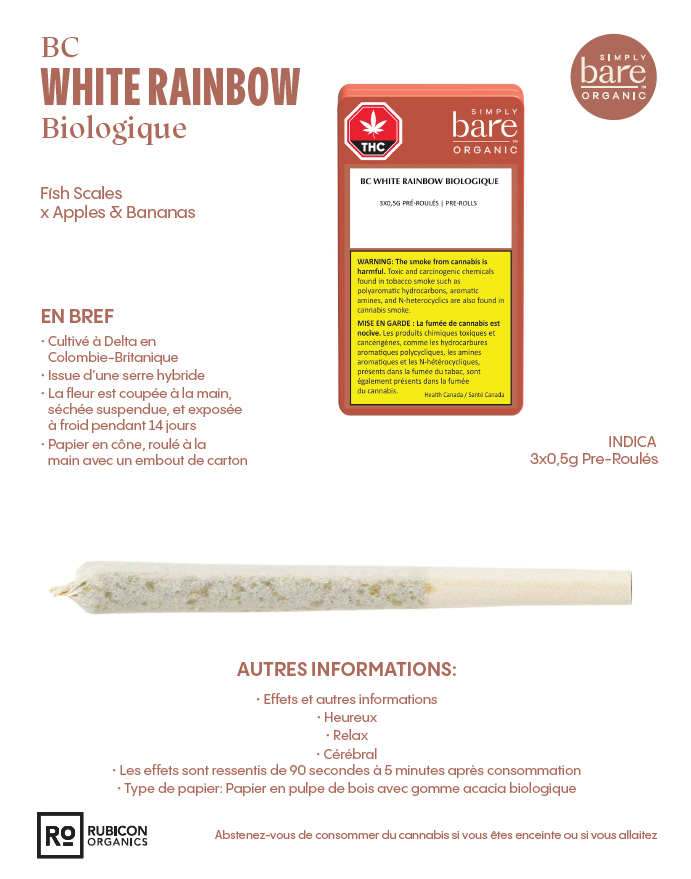 BC
WHITE RAINBOW
Biologique
SIMPLY
bare™
ORGANIC
Fish Scales
x Apples & Bananas
THC
SIMPLY
bare™
ORGANIC
BC WHITE RAINBOW BIOLOGIQUE
3X0,5G PRÉ-ROULÉS | PRE-ROLLS
WARNING: The smoke from cannabis is
harmful. Toxic and carcinogenic chemicals
found in tobacco smoke such as
polyaromatic hydrocarbons, aromatic
amines, and N-heterocyclics are also found in
cannabis smoke.
MISE EN GARDE : La fumée de cannabis est
nocive. Les produits chimiques toxiques et
cancérigènes, comme les hydrocarbures
aromatiques polycycliques, les amines
aromatiques et les N-hétérocycliques,
présents dans la fumée du tabac, sont
également présents dans la fumée
du cannabis.
Health Canada / Santé Canada
EN BREF
· Cultivé à Delta en
Colombie-Britanique
· Issue d'une serre hybride
· La fleur est coupée à la main,
séchée suspendue, et exposée
à froid pendant 14 jours
· Papier en cône, roulé à la
main avec un embout de carton
INDICA
3x0,5g Pre-Roulés
AUTRES INFORMATIONS:
· Effets et autres informations
· Heureux
· Relax
· Cérébral
· Les effets sont ressentis de 90 secondes à 5 minutes après consommation
· Type de papier: Papier en pulpe de bois avec gomme acacia biologique
RO
RUBICON
ORGANICS
Abstenez-vous de consommer du cannabis si vous êtes enceinte ou si vous allaitez